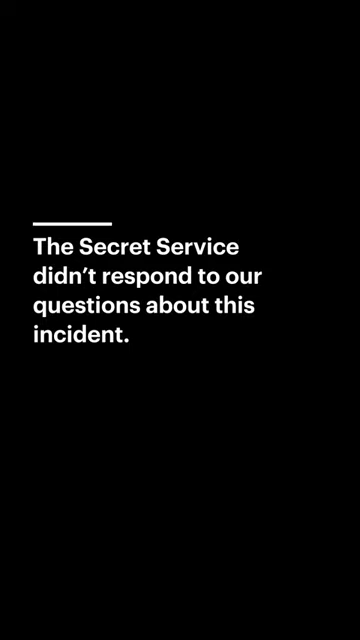 The Secret Service
didn’t respond to our
questions about this
incident.